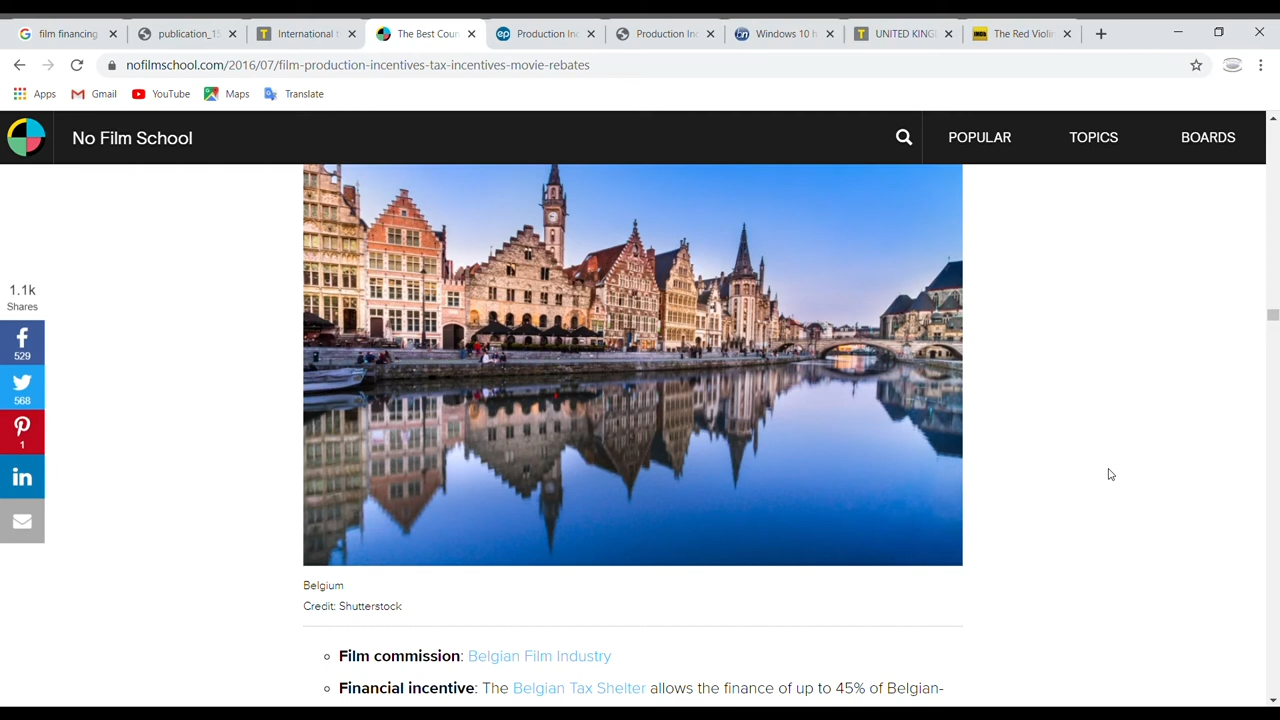 film financing
publication_15
International t
The Best Coun
Production Inc
Production Inc
Windows 10 h
UNITED KING
The Red Violin
nofilmschool.com/2016/07/film-production-incentives-tax-incentives-movie-rebates
Apps
Gmail
YouTube
Maps
Translate
No Film School
POPULAR
TOPICS
BOARDS
1.1k
Shares
529
568
1
Belgium
Credit: Shutterstock
Film commission: Belgian Film Industry
Financial incentive: The Belgian Tax Shelter allows the finance of up to 45% of Belgian-